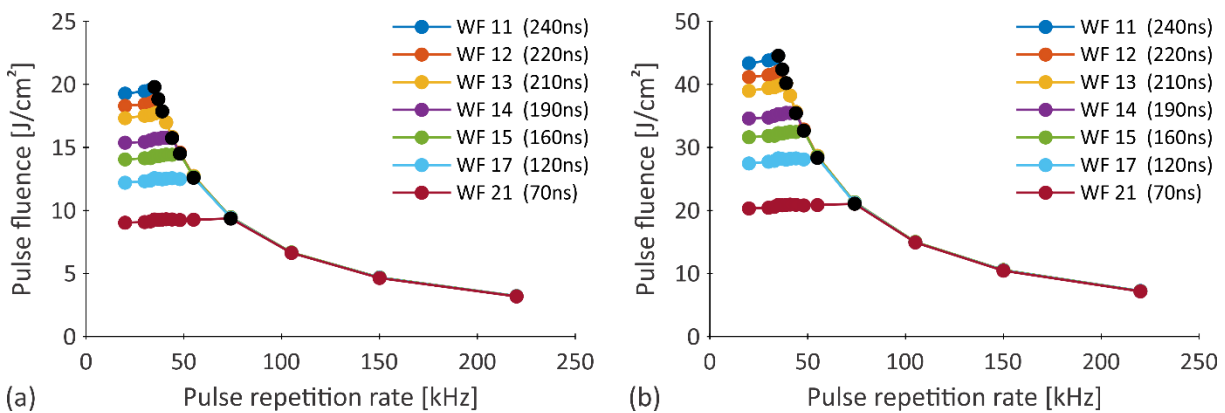 25
20
15
10
5
0
Pulse fluence [J/cm²]
WF 11 (240ns)
WF 12 (220ns)
WF 13 (210ns)
WF 14 (190ns)
WF 15 (160ns)
WF 17 (120ns)
WF 21 (70ns)
0 50 100 150 200 250
(a) Pulse repetition rate [kHz]
50
40
30
20
10
0
Pulse fluence [J/cm²]
WF 11 (240ns)
WF 12 (220ns)
WF 13 (210ns)
WF 14 (190ns)
WF 15 (160ns)
WF 17 (120ns)
WF 21 (70ns)
0 50 100 150 200 250
(b) Pulse repetition rate [kHz]